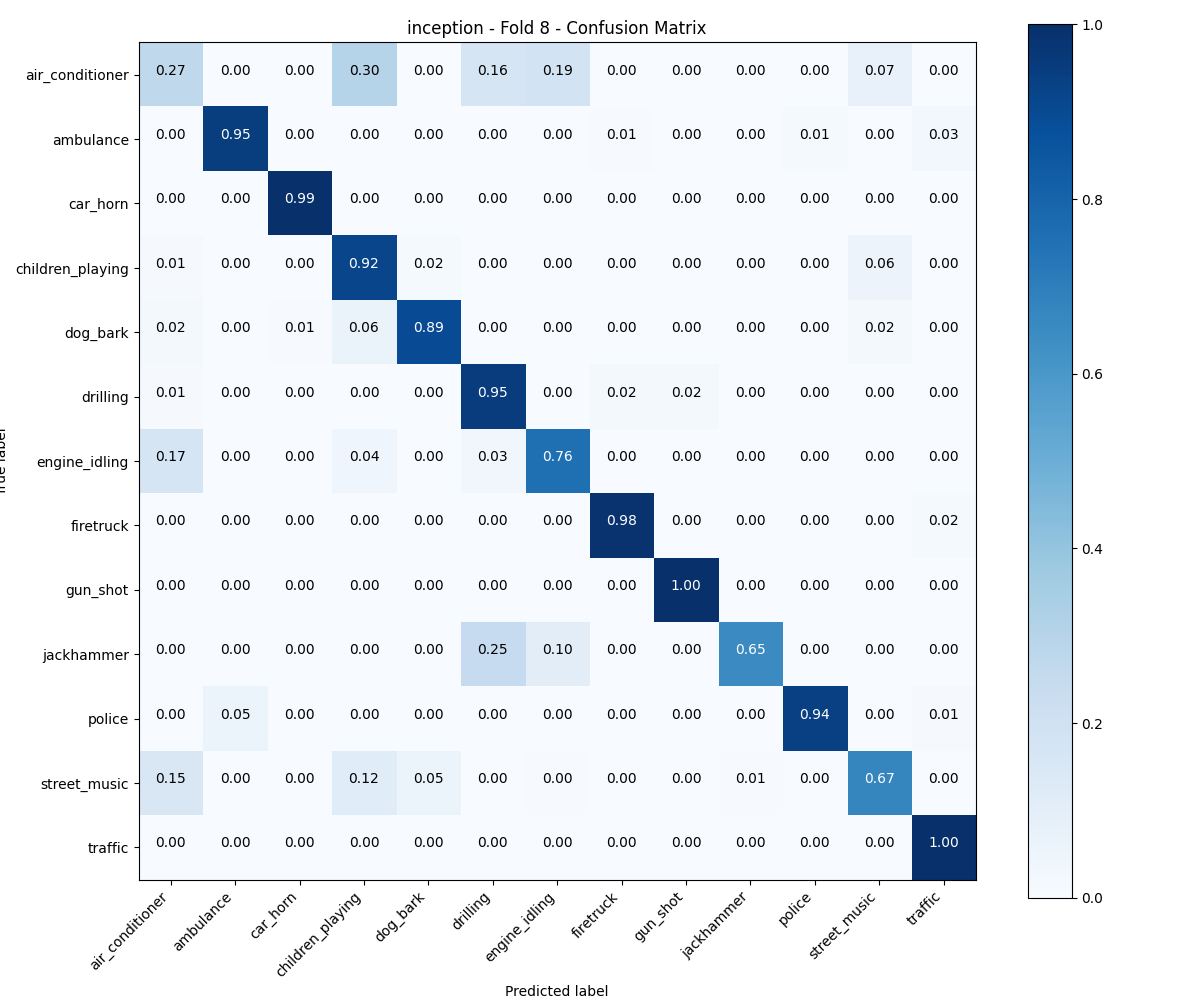 inception - Fold 8 - Confusion Matrix
air_conditioner 0.27 0.00 0.00 0.30 0.00 0.16 0.19 0.00 0.00 0.00 0.00 0.07 0.00
ambulance 0.00 0.95 0.00 0.00 0.00 0.00 0.00 0.01 0.00 0.00 0.01 0.00 0.03
car_horn 0.00 0.00 0.99 0.00 0.00 0.00 0.00 0.00 0.00 0.00 0.00 0.00 0.00
children_playing 0.01 0.00 0.00 0.92 0.02 0.00 0.00 0.00 0.00 0.00 0.00 0.06 0.00
dog_bark 0.02 0.00 0.01 0.06 0.89 0.00 0.00 0.00 0.00 0.00 0.00 0.02 0.00
drilling 0.01 0.00 0.00 0.00 0.00 0.95 0.00 0.02 0.02 0.00 0.00 0.00 0.00
engine_idling 0.17 0.00 0.00 0.04 0.00 0.03 0.76 0.00 0.00 0.00 0.00 0.00 0.00
firetruck 0.00 0.00 0.00 0.00 0.00 0.00 0.00 0.98 0.00 0.00 0.00 0.00 0.02
gun_shot 0.00 0.00 0.00 0.00 0.00 0.00 0.00 0.00 1.00 0.00 0.00 0.00 0.00
jackhammer 0.00 0.00 0.00 0.00 0.00 0.25 0.10 0.00 0.00 0.65 0.00 0.00 0.00
police 0.00 0.05 0.00 0.00 0.00 0.00 0.00 0.00 0.00 0.00 0.94 0.00 0.01
street_music 0.15 0.00 0.00 0.12 0.05 0.00 0.00 0.00 0.00 0.01 0.00 0.67 0.00
traffic 0.00 0.00 0.00 0.00 0.00 0.00 0.00 0.00 0.00 0.00 0.00 0.00 1.00
air_conditioner ambulance car_horn children_playing dog_bark drilling engine_idling firetruck gun_shot jackhammer police street_music traffic
Predicted label
label
1.0
0.8
0.6
0.4
0.2
0.0